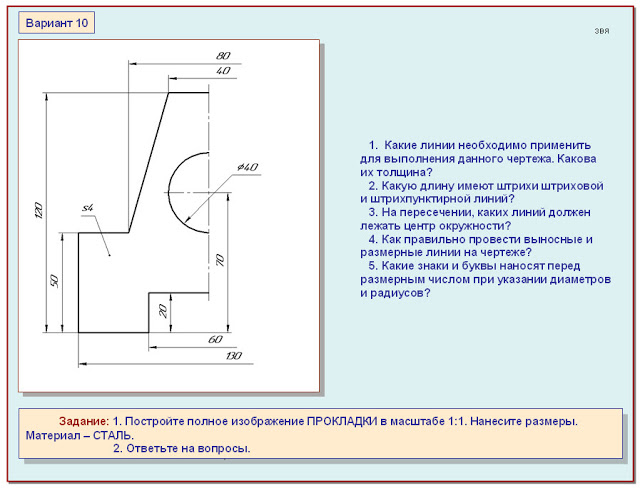 Вариант 10
звя
80
40
⌀40
120
s4
50
70
20
60
130
1. Какие линии необходимо применить
для выполнения данного чертежа. Какова
их толщина?
2. Какую длину имеют штрихи штриховой
и штрихпунктирной линий?
3. На пересечении, каких линий должен
лежать центр окружности?
4. Как правильно провести выносные и
размерные линии на чертеже?
5. Какие знаки и буквы наносят перед
размерным числом при указании диаметров
и радиусов?
Задание: 1. Постройте полное изображение ПРОКЛАДКИ в масштабе 1:1. Нанесите размеры.
Материал – СТАЛЬ.
2. Ответьте на вопросы.